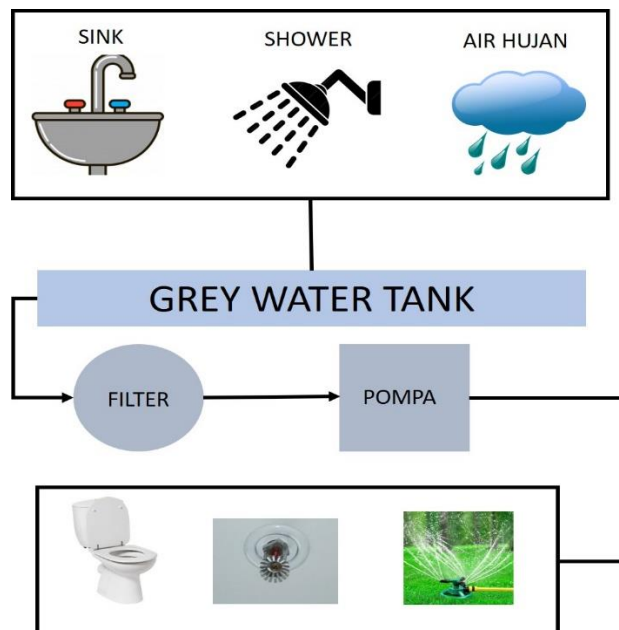 SINK
SHOWER
AIR HUJAN
GREY WATER TANK
FILTER
POMPA